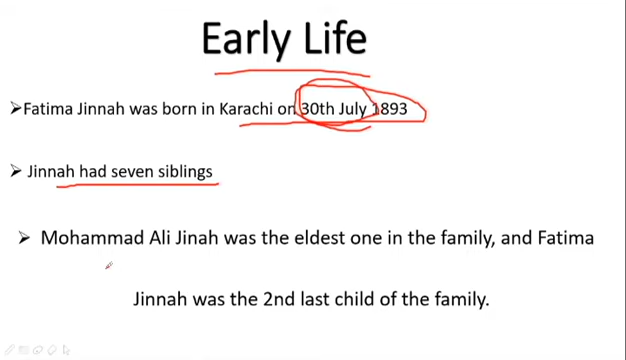 Early Life
➤Fatima Jinnah was born in Karachi on 30th July 1893
➤ Jinnah had seven siblings
➤ Mohammad Ali Jinah was the eldest one in the family, and Fatima
Jinnah was the 2nd last child of the family.